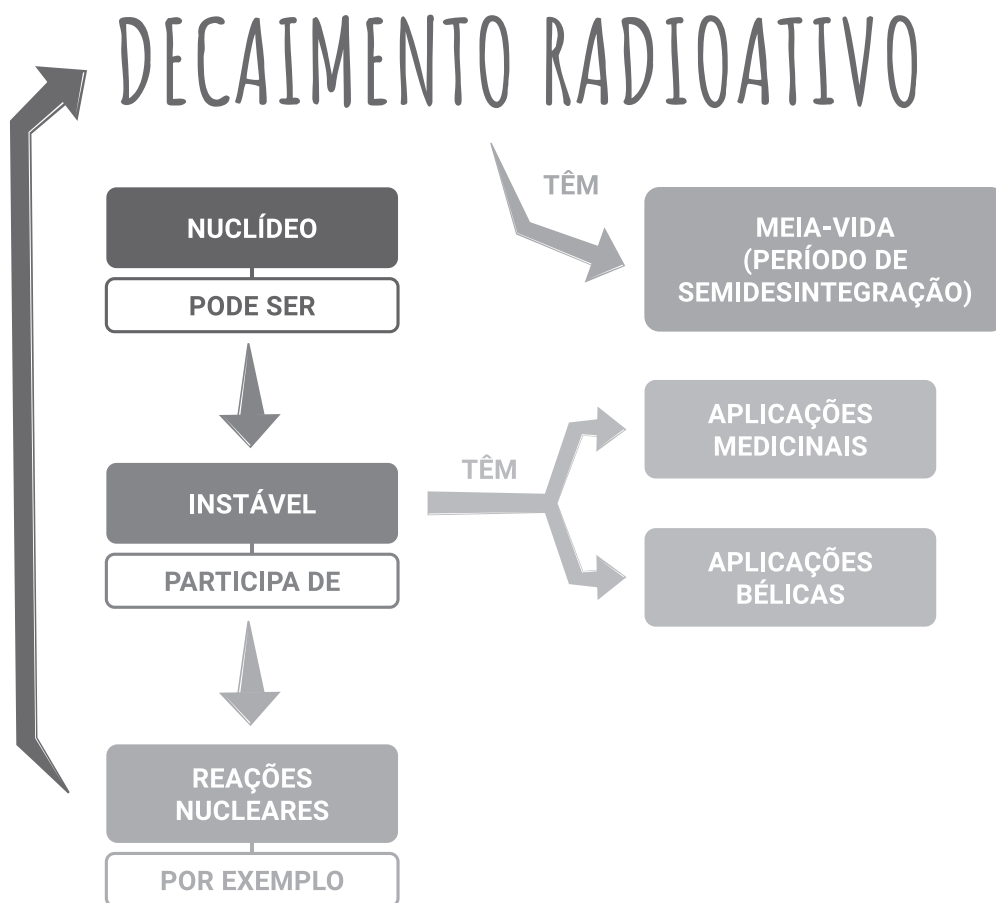 DECAIMENTO RADIOATIVO
NUCLÍDEO
PODE SER
TÊM
MEIA-VIDA
(PERÍODO DE
SEMIDESINTEGRAÇÃO)
INSTÁVEL
PARTICIPA DE
TÊM
APLICAÇÕES
MEDICINAIS
APLICAÇÕES
BÉLICAS
REAÇÕES
NUCLEARES
POR EXEMPLO